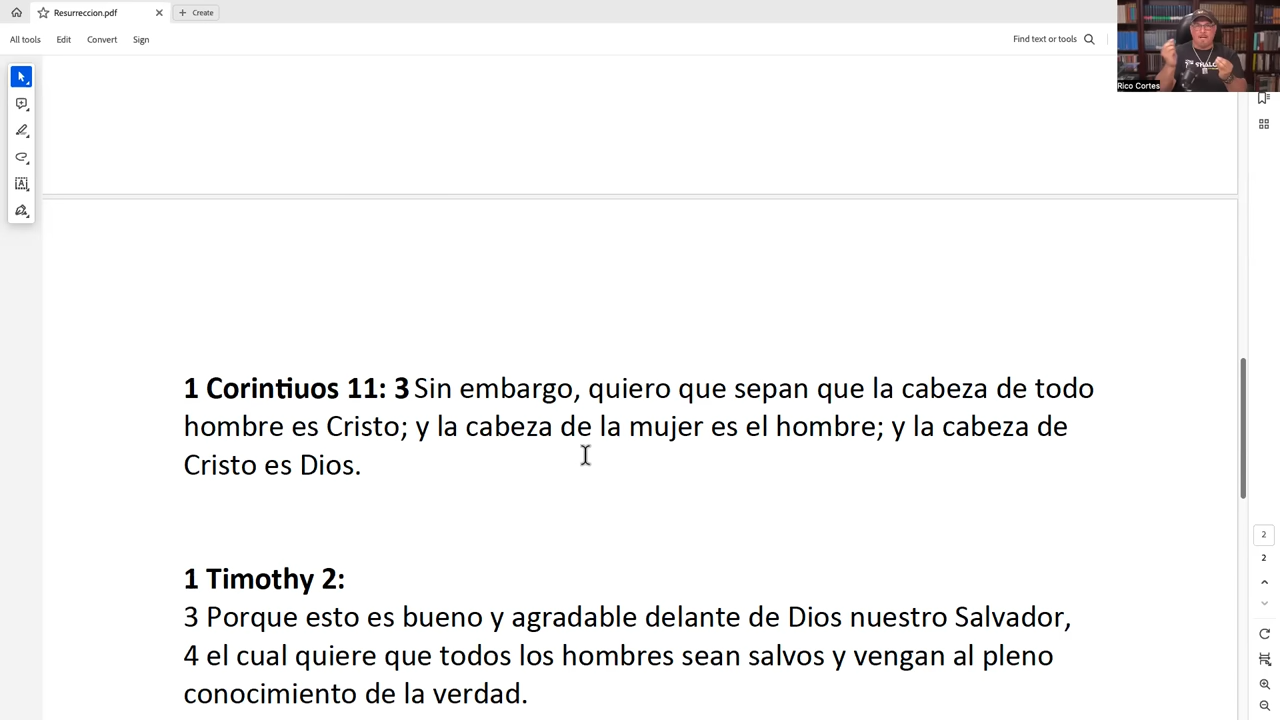 Resurreccion.pdf
Create
All tools Edit Convert Sign
Find text or tools
Rico Cortes
1 Corintiuos 11: 3 Sin embargo, quiero que sepan que la cabeza de todo
hombre es Cristo; y la cabeza de la mujer es el hombre; y la cabeza de
Cristo es Dios.
1 Timothy 2:
3 Porque esto es bueno y agradable delante de Dios nuestro Salvador,
4 el cual quiere que todos los hombres sean salvos y vengan al pleno
conocimiento de la verdad.
2
2